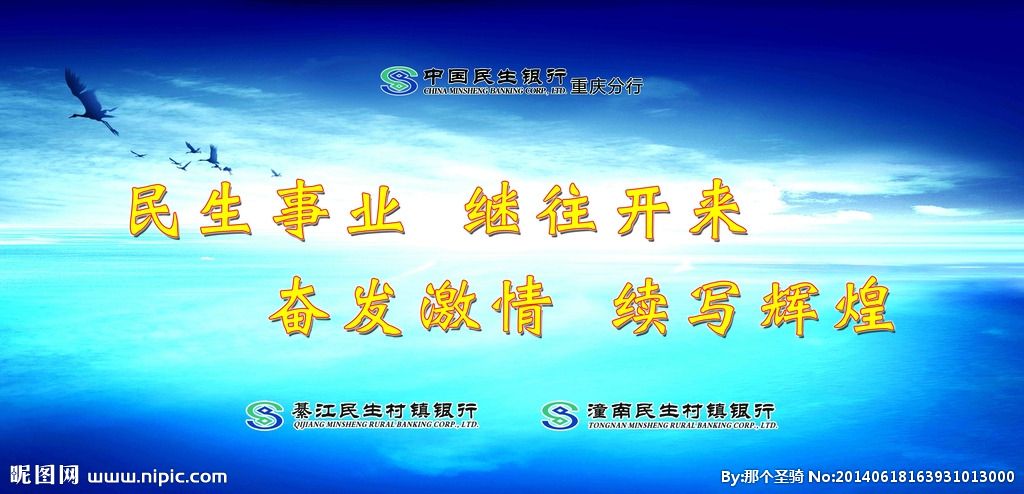 中国民生银行 重庆分行
CHINA MINSHENG BANKING CORP., LTD.
民生事业 继往开来
奋发激情 续写辉煌
綦江民生村镇银行
QIJIANG MINSHENG RURAL BANKING CORP., LTD.
潼南民生村镇银行
TONGNAN MINSHENG RURAL BANKING CORP., LTD.
昵图网 www.nipic.com
By:那个圣骑 No:20140618163931013000